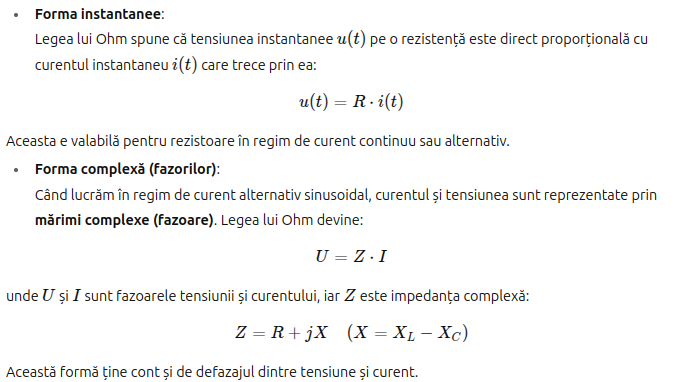 • Forma instantanee:
Legea lui Ohm spune că tensiunea instantanee u(t) pe o rezistență este direct proporțională cu
curentul instantaneu i(t) care trece prin ea:
u(t) = R · i(t)
Aceasta e valabilă pentru rezistoare în regim de curent continuu sau alternativ.
• Forma complexă (fazorilor):
Când lucrăm în regim de curent alternativ sinusoidal, curentul și tensiunea sunt reprezentate prin
mărimi complexe (fazoare). Legea lui Ohm devine:
U = Z · I
unde U și I sunt fazoarele tensiunii și curentului, iar Z este impedanța complexă:
Z = R + jX (X = X_L − X_C)
Această formă ține cont și de defazajul dintre tensiune și curent.